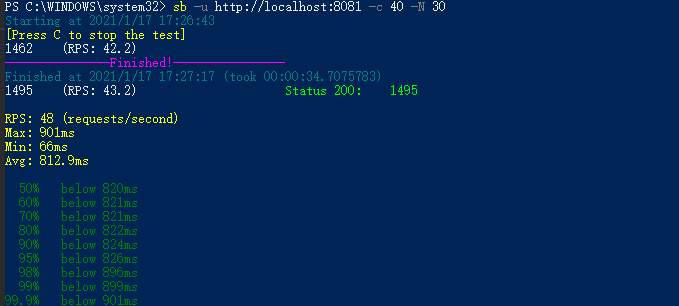 PS C:\WINDOWS\system32> sb -u http://localhost:8081 -c 40 -N 30
Starting at 2021/1/17 17:26:43
[Press C to stop the test]
1462    (RPS: 42.2)
---------------Finished!----------------
Finished at 2021/1/17 17:27:17 (took 00:00:34.7075783)
1495    (RPS: 43.2)                     Status 200:    1495
RPS: 48 (requests/second)
Max: 901ms
Min: 66ms
Avg: 812.9ms
50%   below 820ms
60%   below 821ms
70%   below 821ms
80%   below 822ms
90%   below 824ms
95%   below 826ms
98%   below 896ms
99%   below 899ms
99.9%   below 901ms